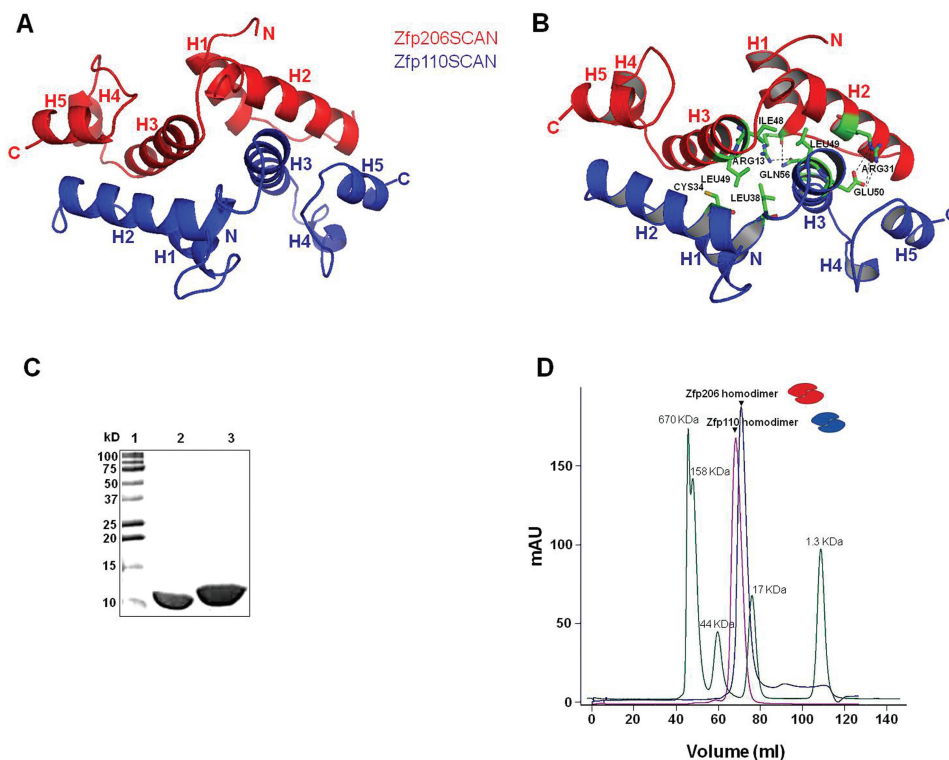 A
N
H1
H2
H4
H5
H3
C
H3
H5
C
H2
H1
N
H4
Zfp206SCAN
Zfp110SCAN
B
N
H1
H4
H5
H2
H3
C
ILE48
LEU49
ARG13
ARG31
LEU49
GLN56
GLU50
CYS34
LEU38
H3
C
H2
H5
H1
N
H4
C
kD 1 2 3
100
75
50
37
25
20
15
10
D
Zfp206 homodimer
Zfp110 homodimer
670 KDa
158 KDa
44 KDa
17 KDa
1.3 KDa
mAU
150
100
50
0
0 20 40 60 80 100 120 140
Volume (ml)